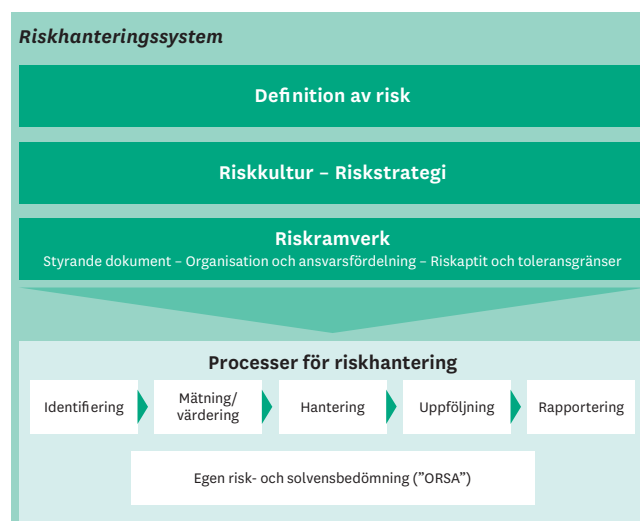 Riskhanteringssystem
Definition av risk
Riskkultur – Riskstrategi
Riskramverk
Styrande dokument – Organisation och ansvarsfördelning – Riskaptit och toleransgränser
Processer för riskhantering
Identifiering
Mätning/
värdering
Hantering
Uppföljning
Rapportering
Egen risk- och solvensbedömning (”ORSA”)